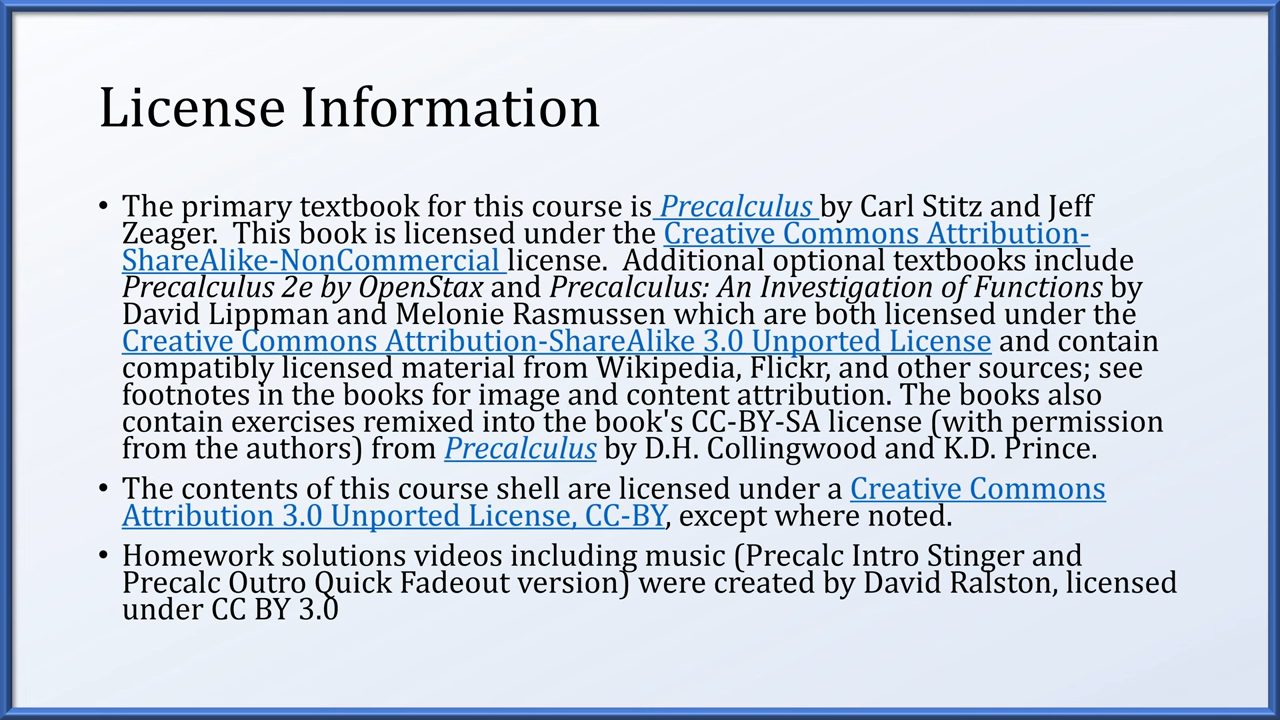 License Information
• The primary textbook for this course is Precalculus by Carl Stitz and Jeff
Zeager.  This book is licensed under the Creative Commons Attribution-
ShareAlike-NonCommercial license.  Additional optional textbooks include
Precalculus 2e by OpenStax and Precalculus: An Investigation of Functions by
David Lippman and Melonie Rasmussen which are both licensed under the
Creative Commons Attribution-ShareAlike 3.0 Unported License and contain
compatibly licensed material from Wikipedia, Flickr, and other sources; see
footnotes in the books for image and content attribution. The books also
contain exercises remixed into the book's CC-BY-SA license (with permission
from the authors) from Precalculus by D.H. Collingwood and K.D. Prince.
• The contents of this course shell are licensed under a Creative Commons
Attribution 3.0 Unported License, CC-BY, except where noted.
• Homework solutions videos including music (Precalc Intro Stinger and
Precalc Outro Quick Fadeout version) were created by David Ralston, licensed
under CC BY 3.0